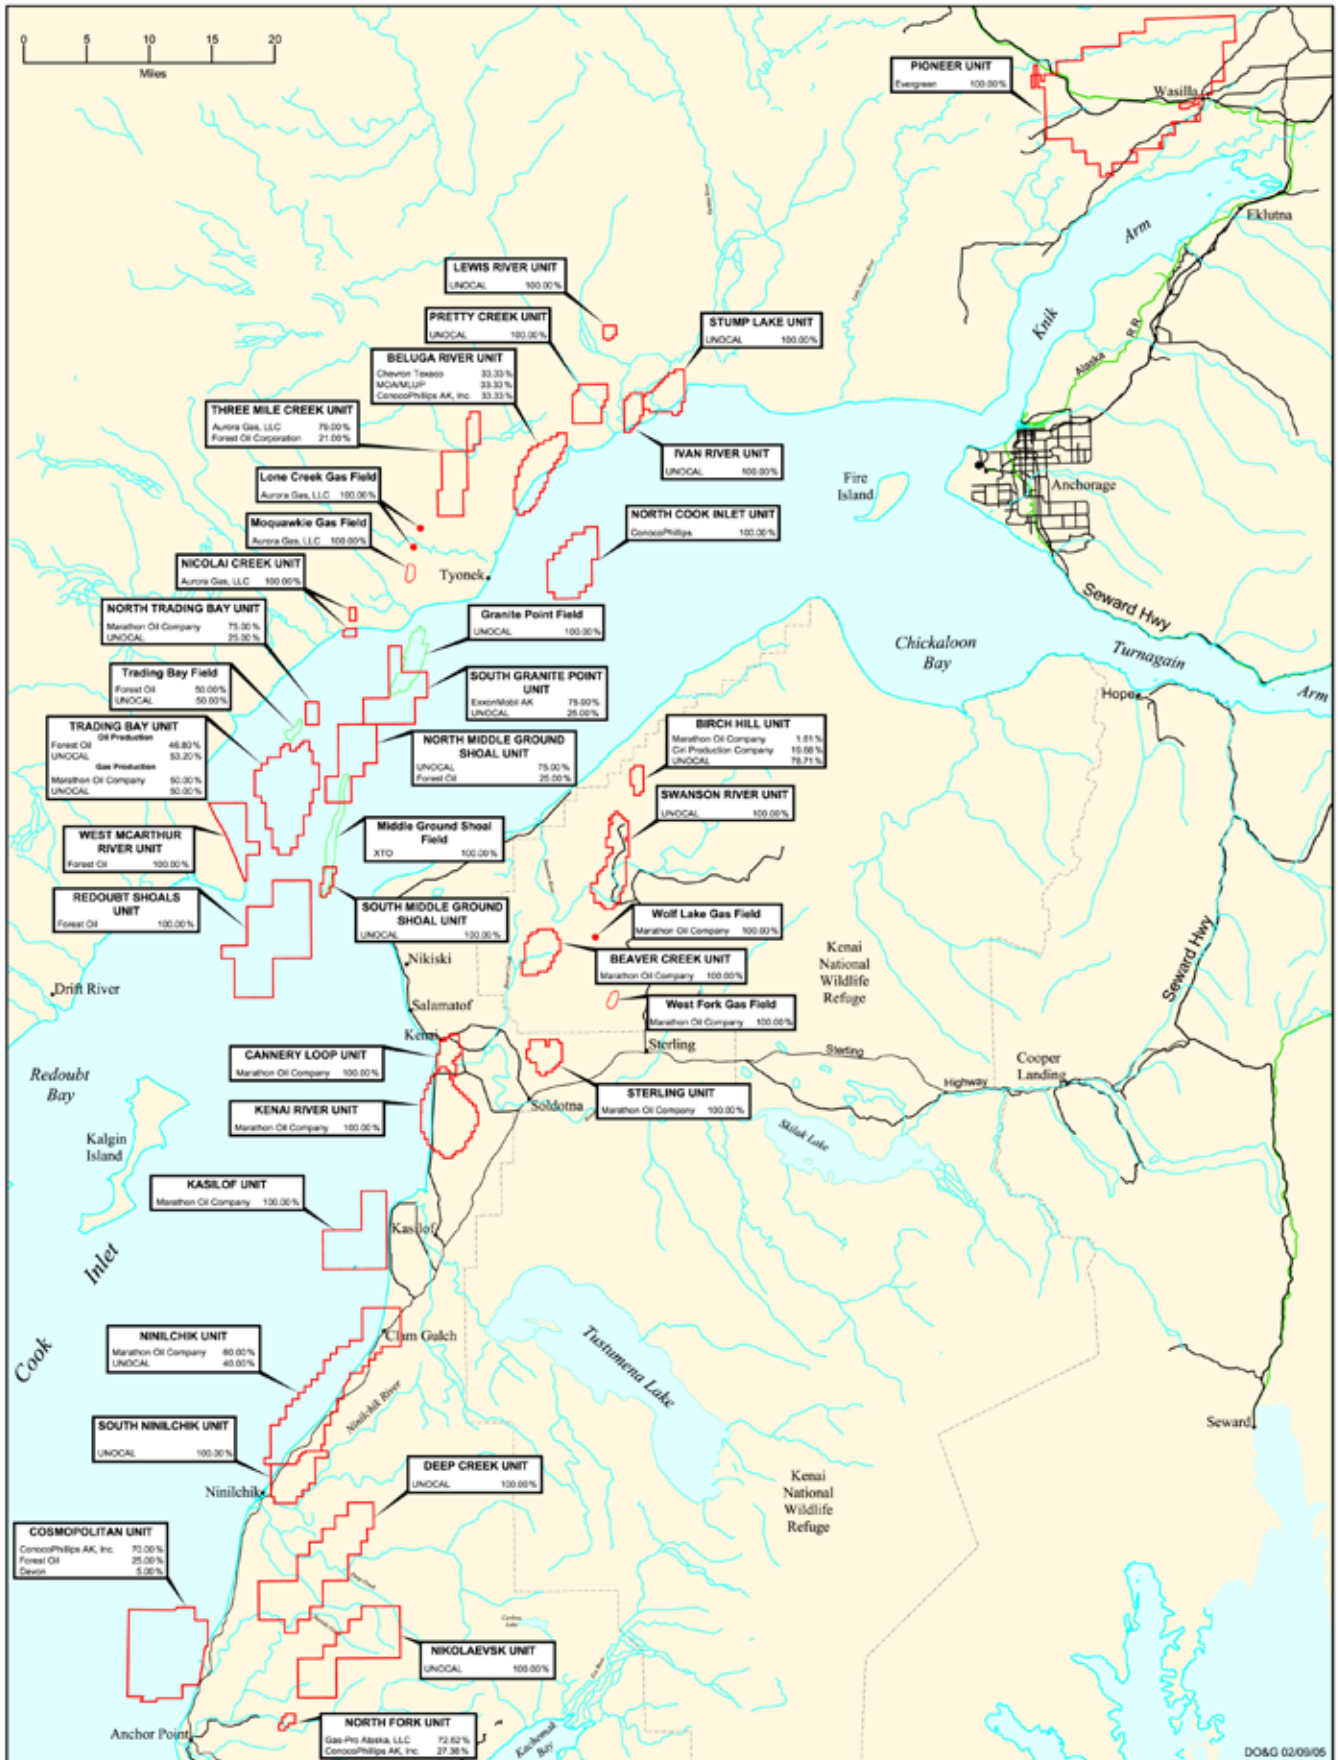 0 5 10 15 20
Miles
PIONEER UNIT
Evergreen 100.00%
Wasilla
Eklutna
Knik Arm
Alaska R.R.
LEWIS RIVER UNIT
UNOCAL 100.00%
PRETTY CREEK UNIT
UNOCAL 100.00%
STUMP LAKE UNIT
UNOCAL 100.00%
BELUGA RIVER UNIT
Chevron Texaco 33.33%
MOA/MLUP 33.33%
ConocoPhillips AK, Inc. 33.33%
THREE MILE CREEK UNIT
Aurora Gas, LLC 79.00%
Forest Oil Corporation 21.00%
IVAN RIVER UNIT
UNOCAL 100.00%
Lone Creek Gas Field
Aurora Gas, LLC 100.00%
Fire
Island
Anchorage
Moquawkie Gas Field
Aurora Gas, LLC 100.00%
NORTH COOK INLET UNIT
ConocoPhillips 100.00%
NICOLAI CREEK UNIT
Aurora Gas, LLC 100.00%
Tyonek
Seward Hwy
NORTH TRADING BAY UNIT
Marathon Oil Company 75.00%
UNOCAL 25.00%
Granite Point Field
UNOCAL 100.00%
Chickaloon
Bay
Turnagain
Arm
Hope
Trading Bay Field
Forest Oil 50.00%
UNOCAL 50.00%
SOUTH GRANITE POINT
UNIT
ExxonMobil AK 75.00%
UNOCAL 25.00%
TRADING BAY UNIT
Oil Production
Forest Oil 46.80%
UNOCAL 53.20%
Gas Production
Marathon Oil Company 50.00%
UNOCAL 50.00%
NORTH MIDDLE GROUND
SHOAL UNIT
UNOCAL 75.00%
Forest Oil 25.00%
BIRCH HILL UNIT
Marathon Oil Company 1.61%
Ciri Production Company 19.68%
UNOCAL 78.71%
SWANSON RIVER UNIT
UNOCAL 100.00%
WEST MCARTHUR
RIVER UNIT
Forest Oil 100.00%
Middle Ground Shoal
Field
XTO 100.00%
REDOUBT SHOALS
UNIT
Forest Oil 100.00%
SOUTH MIDDLE GROUND
SHOAL UNIT
UNOCAL 100.00%
Wolf Lake Gas Field
Marathon Oil Company 100.00%
BEAVER CREEK UNIT
Marathon Oil Company 100.00%
Kenai
National
Wildlife
Refuge
Seward Hwy
Nikiski
Drift River
Salamatof
West Fork Gas Field
Marathon Oil Company 100.00%
Kenai
Sterling
Sterling
Highway
Cooper
Landing
CANNERY LOOP UNIT
Marathon Oil Company 100.00%
Redoubt
Bay
KENAI RIVER UNIT
Marathon Oil Company 100.00%
Soldotna
STERLING UNIT
Marathon Oil Company 100.00%
Skilak Lake
Kalgin
Island
KASILOF UNIT
Marathon Oil Company 100.00%
Kasilof
Cook Inlet
NINILCHIK UNIT
Marathon Oil Company 60.00%
UNOCAL 40.00%
Clam Gulch
Tustumena Lake
Ninilchik River
SOUTH NINILCHIK UNIT
UNOCAL 100.00%
Seward
Ninilchik
DEEP CREEK UNIT
UNOCAL 100.00%
Kenai
National
Wildlife
Refuge
COSMOPOLITAN UNIT
ConocoPhillips AK, Inc. 70.00%
Forest Oil 25.00%
Devon 5.00%
NIKOLAEVSK UNIT
UNOCAL 100.00%
Anchor Point
NORTH FORK UNIT
Gas-Pro Alaska, LLC 72.62%
ConocoPhillips AK, Inc. 27.38%
Kachemak
Bay
DO&G 02/09/05